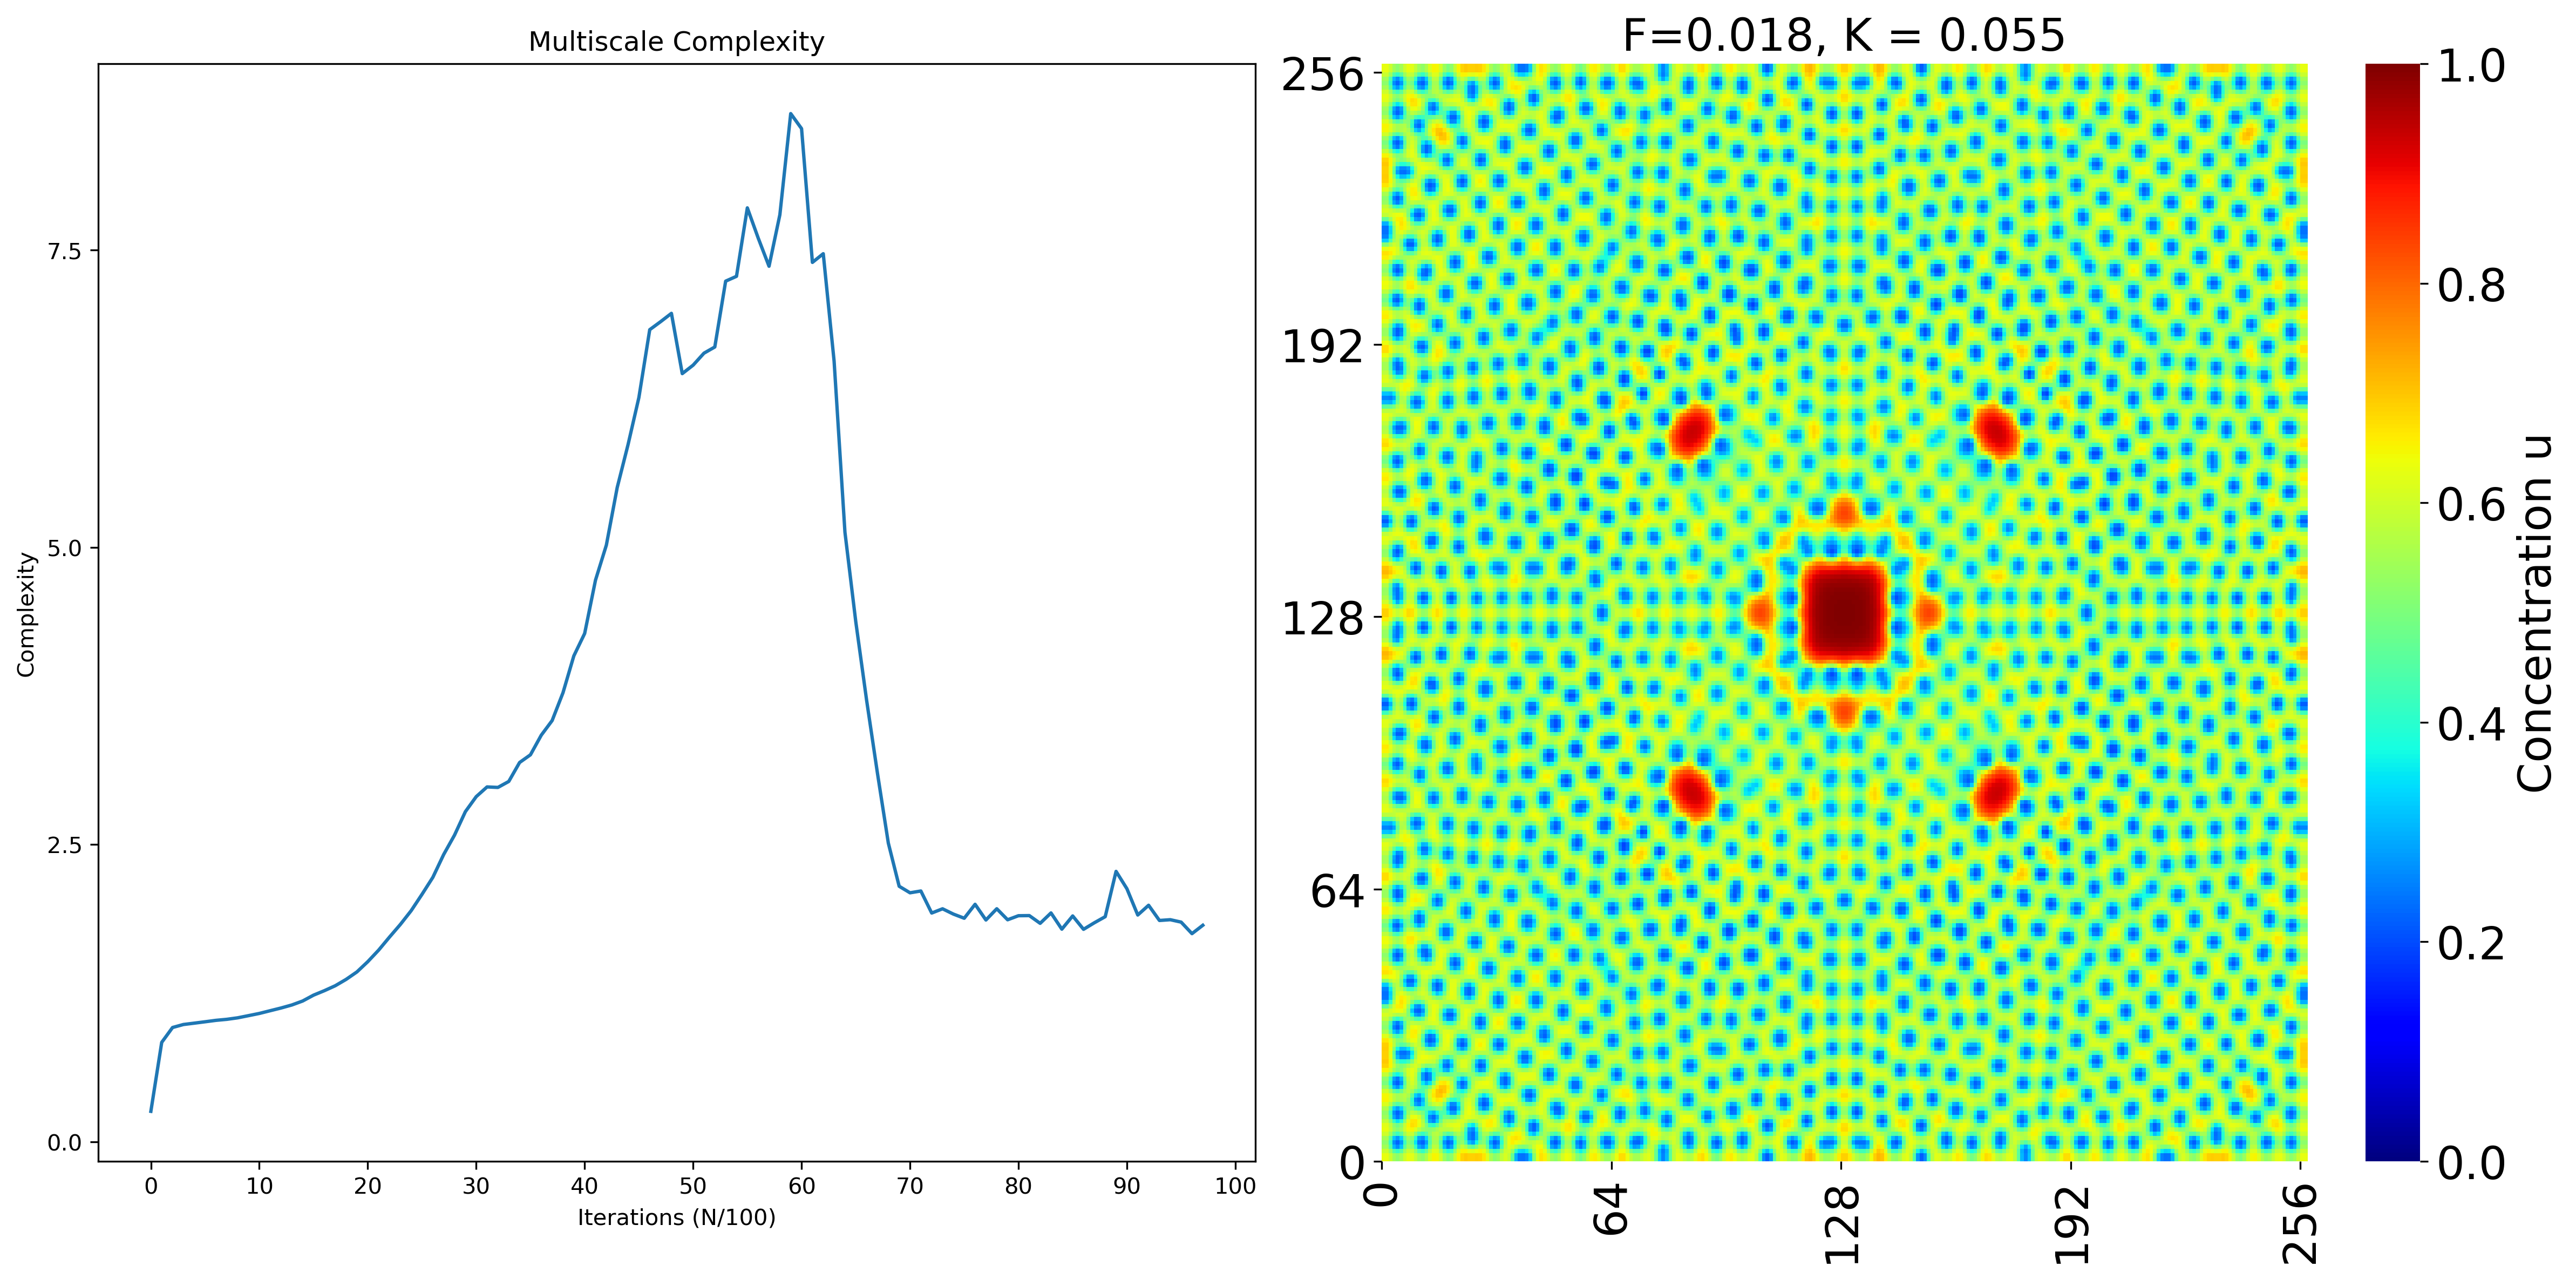 Multiscale Complexity
Complexity
7.5
5.0
2.5
0.0
0 10 20 30 40 50 60 70 80 90 100
Iterations (N/100)
F=0.018, K = 0.055
256
192
128
64
0
0 64 128 192 256
1.0
0.8
0.6
0.4
0.2
0.0
Concentration u